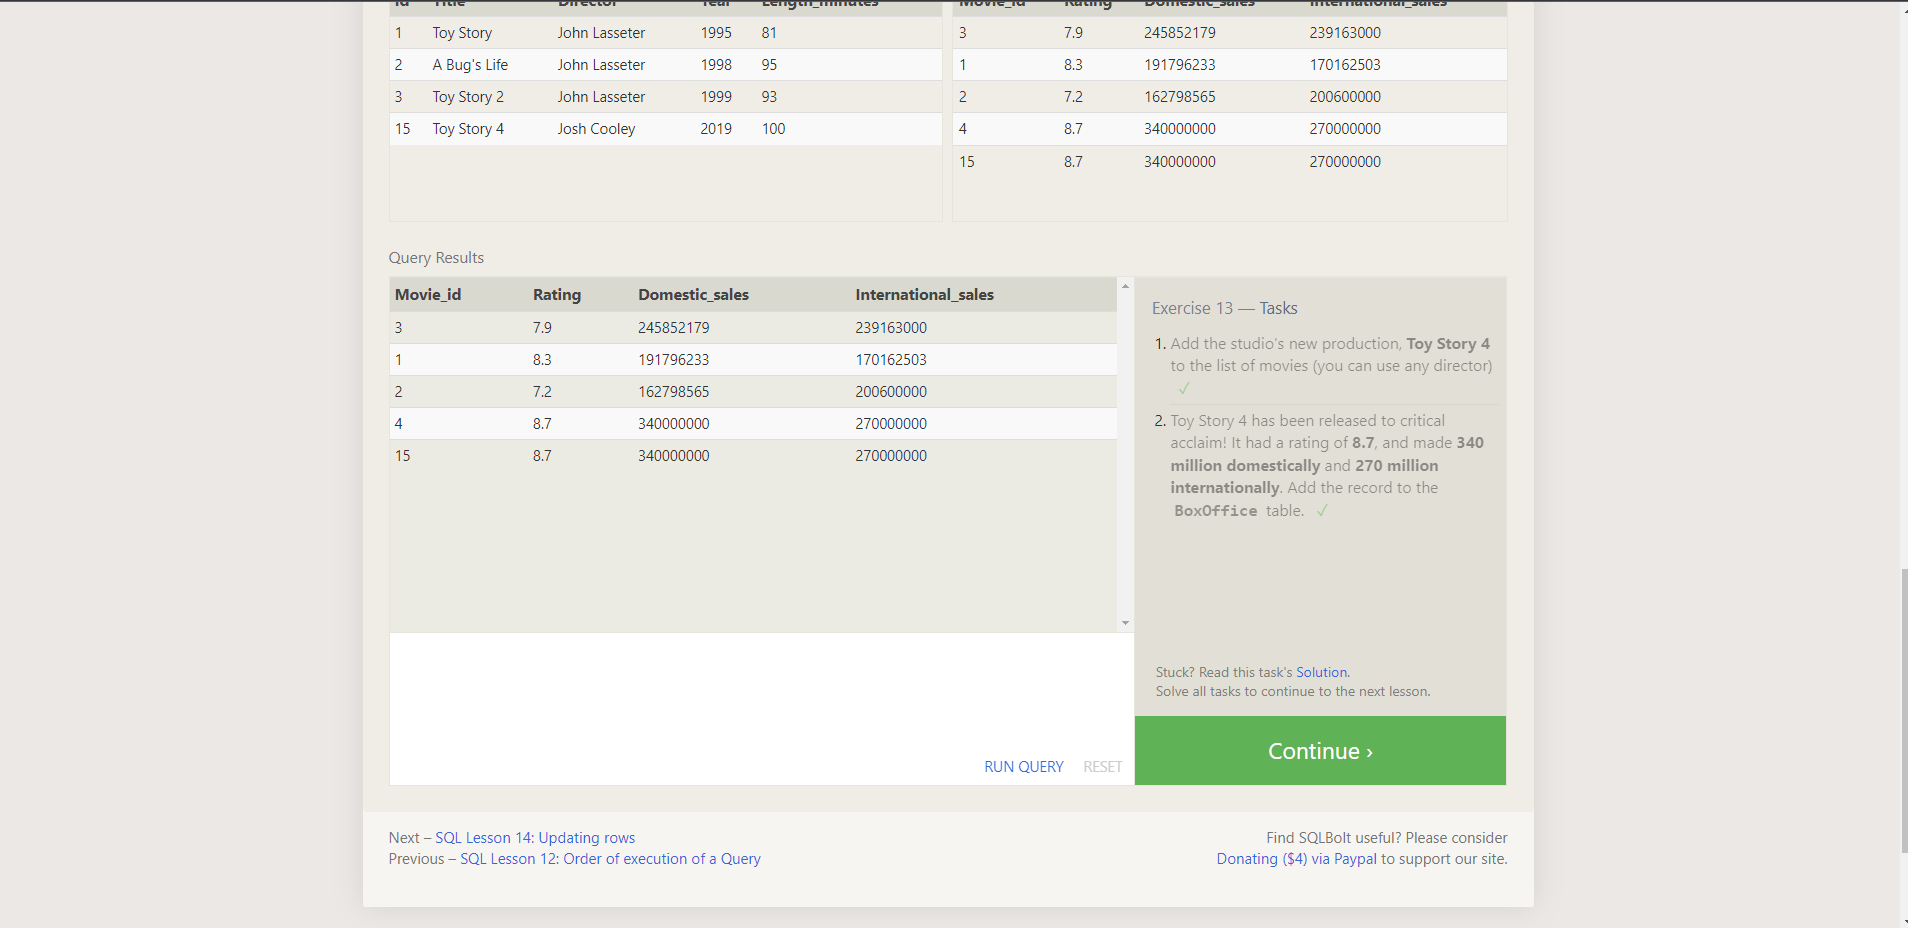 Id Title Director Year Length_minutes
1 Toy Story John Lasseter 1995 81
2 A Bug's Life John Lasseter 1998 95
3 Toy Story 2 John Lasseter 1999 93
15 Toy Story 4 Josh Cooley 2019 100
Movie_id Rating Domestic_sales International_sales
3 7.9 245852179 239163000
1 8.3 191796233 170162503
2 7.2 162798565 200600000
4 8.7 340000000 270000000
15 8.7 340000000 270000000
Query Results
Movie_id Rating Domestic_sales International_sales
3 7.9 245852179 239163000
1 8.3 191796233 170162503
2 7.2 162798565 200600000
4 8.7 340000000 270000000
15 8.7 340000000 270000000
RUN QUERY RESET
Exercise 13 — Tasks
1. Add the studio's new production, Toy Story 4
to the list of movies (you can use any director)
✓
2. Toy Story 4 has been released to critical
acclaim! It had a rating of 8.7, and made 340
million domestically and 270 million
internationally. Add the record to the
BoxOffice table. ✓
Stuck? Read this task's Solution.
Solve all tasks to continue to the next lesson.
Continue ›
Next – SQL Lesson 14: Updating rows
Previous – SQL Lesson 12: Order of execution of a Query
Find SQLBolt useful? Please consider
Donating ($4) via Paypal to support our site.